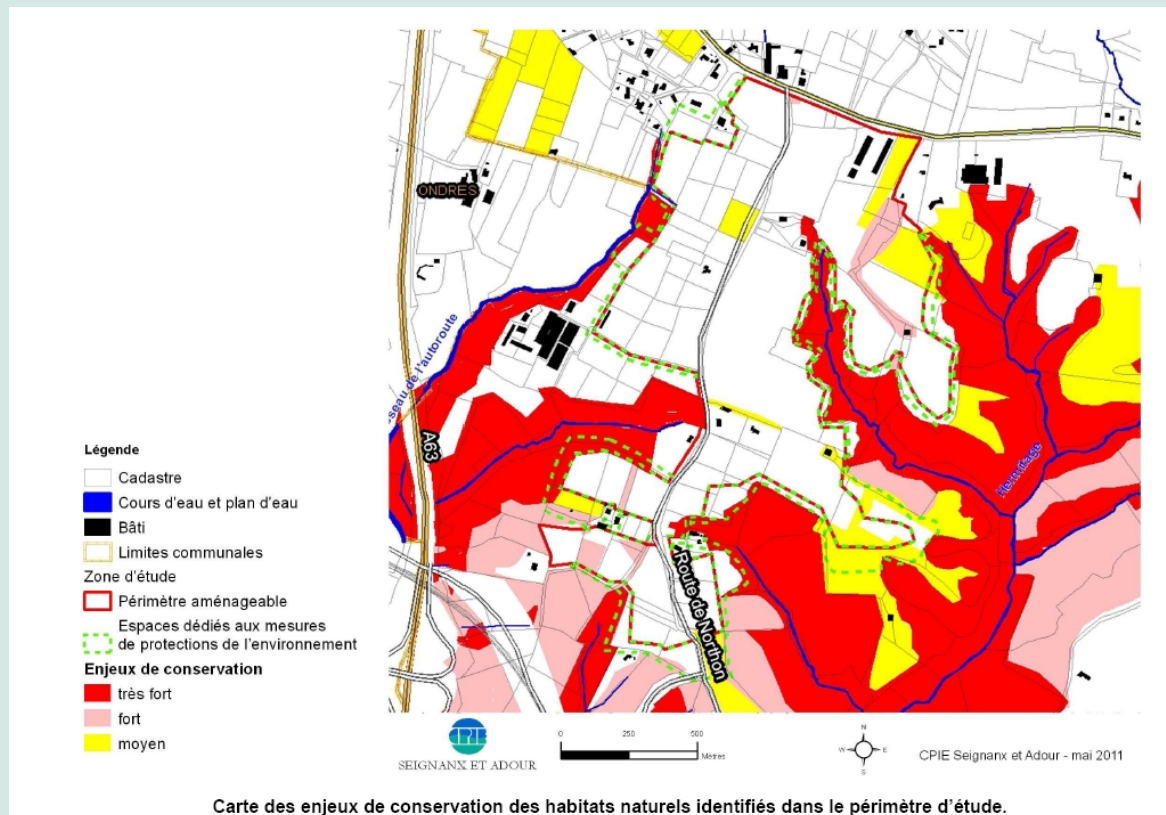 ONDRES
seau de l'autoroute
A63
Hermitage
Route de Northon
Légende
Cadastre
Cours d'eau et plan d'eau
Bâti
Limites communales
Zone d'étude
Périmètre aménageable
Espaces dédiés aux mesures
de protections de l'environnement
Enjeux de conservation
très fort
fort
moyen
CPIE
SEIGNANX ET ADOUR
0 250 500
Mètres
N
W E
S
CPIE Seignanx et Adour - mai 2011
Carte des enjeux de conservation des habitats naturels identifiés dans le périmètre d'étude.